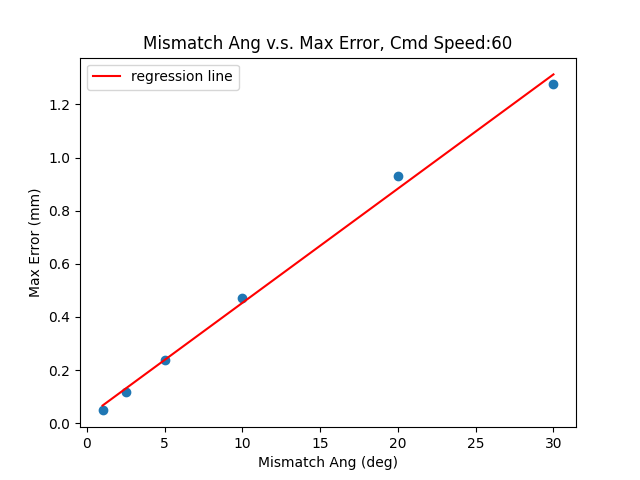 Mismatch Ang v.s. Max Error, Cmd Speed:60
regression line
Max Error (mm)
1.2
1.0
0.8
0.6
0.4
0.2
0.0
0 5 10 15 20 25 30
Mismatch Ang (deg)